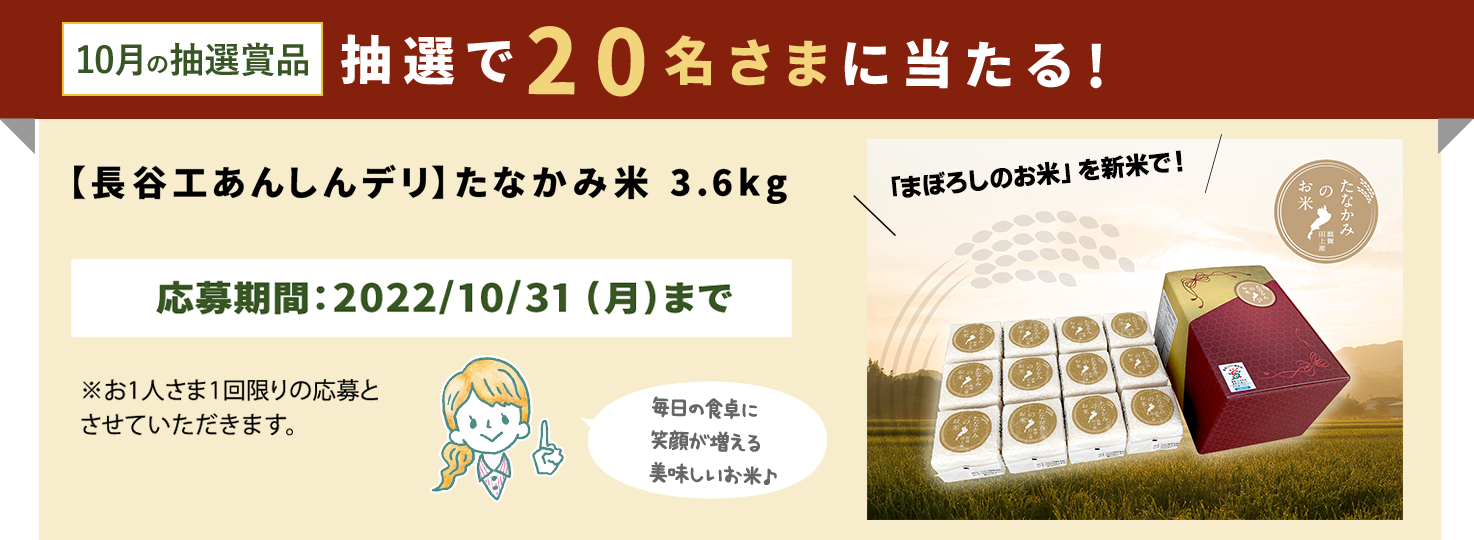 10月の抽選賞品
抽選で20名さまに当たる!
【長谷工あんしんデリ】たなかみ米 3.6kg
応募期間:2022/10/31(月)まで
※お1人さま1回限りの応募と
させていただきます。
毎日の食卓に
笑顔が増える
美味しいお米♪
「まぼろしのお米」を新米で!
たなかみ
の
お米
滋賀
田上産